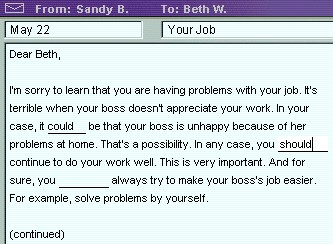 From: Sandy B. To: Beth W.
May 22 Your Job
Dear Beth,
I'm sorry to learn that you are having problems with your job. It's
terrible when your boss doesn't appreciate your work. In your
case, it could be that your boss is unhappy because of her
problems at home. That's a possibility. In any case, you should
continue to do your work well. This is very important. And for
sure, you ________ always try to make your boss's job easier.
For example, solve problems by yourself.
(continued)